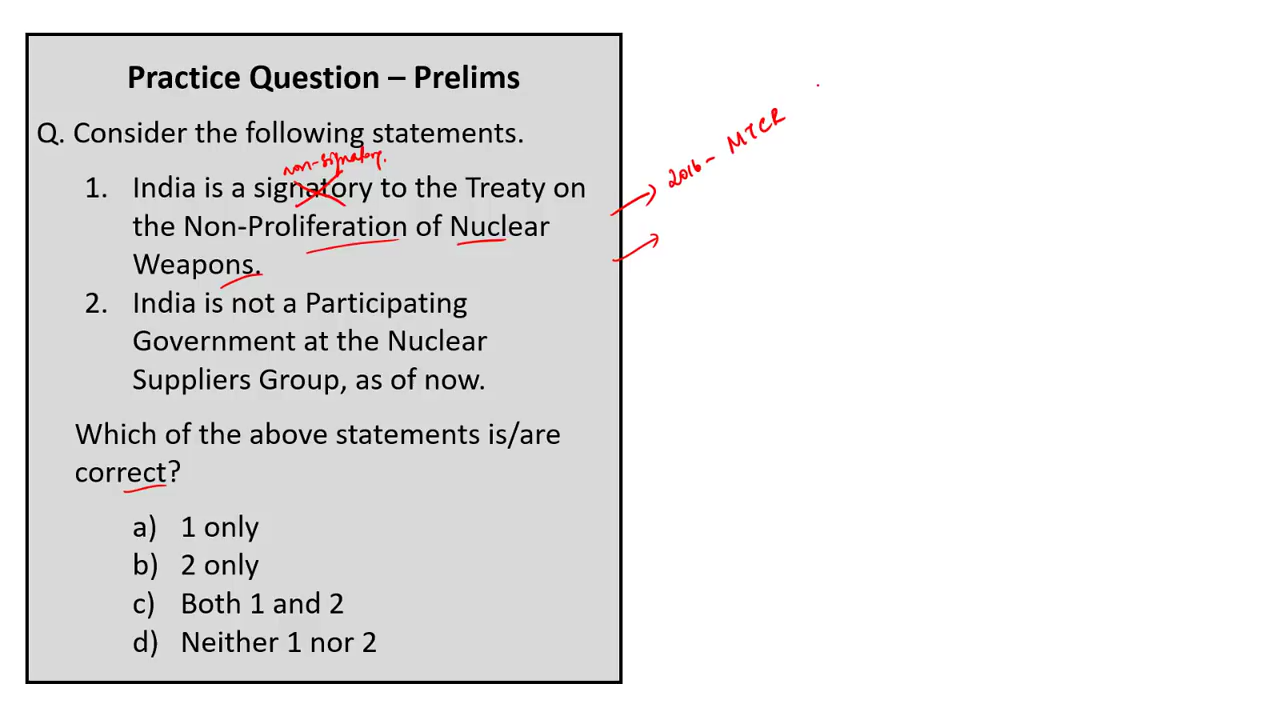 Practice Question – Prelims
Q. Consider the following statements.
non-signatory.
1. India is a signatory to the Treaty on
the Non-Proliferation of Nuclear
Weapons.
2016 - MTCR
2. India is not a Participating
Government at the Nuclear
Suppliers Group, as of now.
Which of the above statements is/are
correct?
a) 1 only
b) 2 only
c) Both 1 and 2
d) Neither 1 nor 2